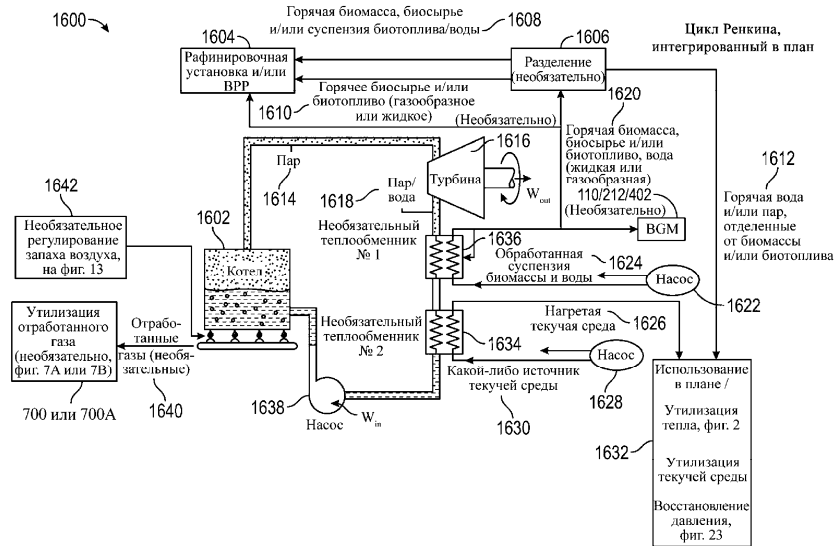 1600
Горячая биомасса, биосырье
и/или суспензия биотоплива/воды
1608
Цикл Ренкина,
интегрированный в план
1604
Рафинировочная
установка и/или
ВРР
1606
Разделение
(необязательно)
Горячее биосырье и/или
биотопливо (газообразное
или жидкое)
1610
(Необязательно)
1620
Горячая биомасса,
биосырье и/или
биотопливо, вода
(жидкая или
газообразная)
1612
Горячая вода
и/или пар,
отделенные
от биомассы
и/или биотоплива
1616
Турбина
Wout
Пар
1614
1618
Пар/
вода
110/212/402
(Необязательно)
BGM
1642
Необязательное
регулирование
запаха воздуха,
на фиг. 13
1602
Котел
Необязательный
теплообменник
№ 1
1636
Обработанная
суспензия
биомассы и воды
1624
Насос
1622
Утилизация
отработанного
газа
(необязательно,
фиг. 7А или 7В)
700 или 700А
Отрабо-
танные
газы (необя-
зательные)
1640
Необязательный
теплообменник
№ 2
1634
Нагретая
текучая среда
1626
Насос
1628
Какой-либо источник
текучей среды
1630
1638
Насос
Win
1632
Использование
в плане /
Утилизация
тепла, фиг. 2
Утилизация
текучей среды
Восстановление
давления,
фиг. 23